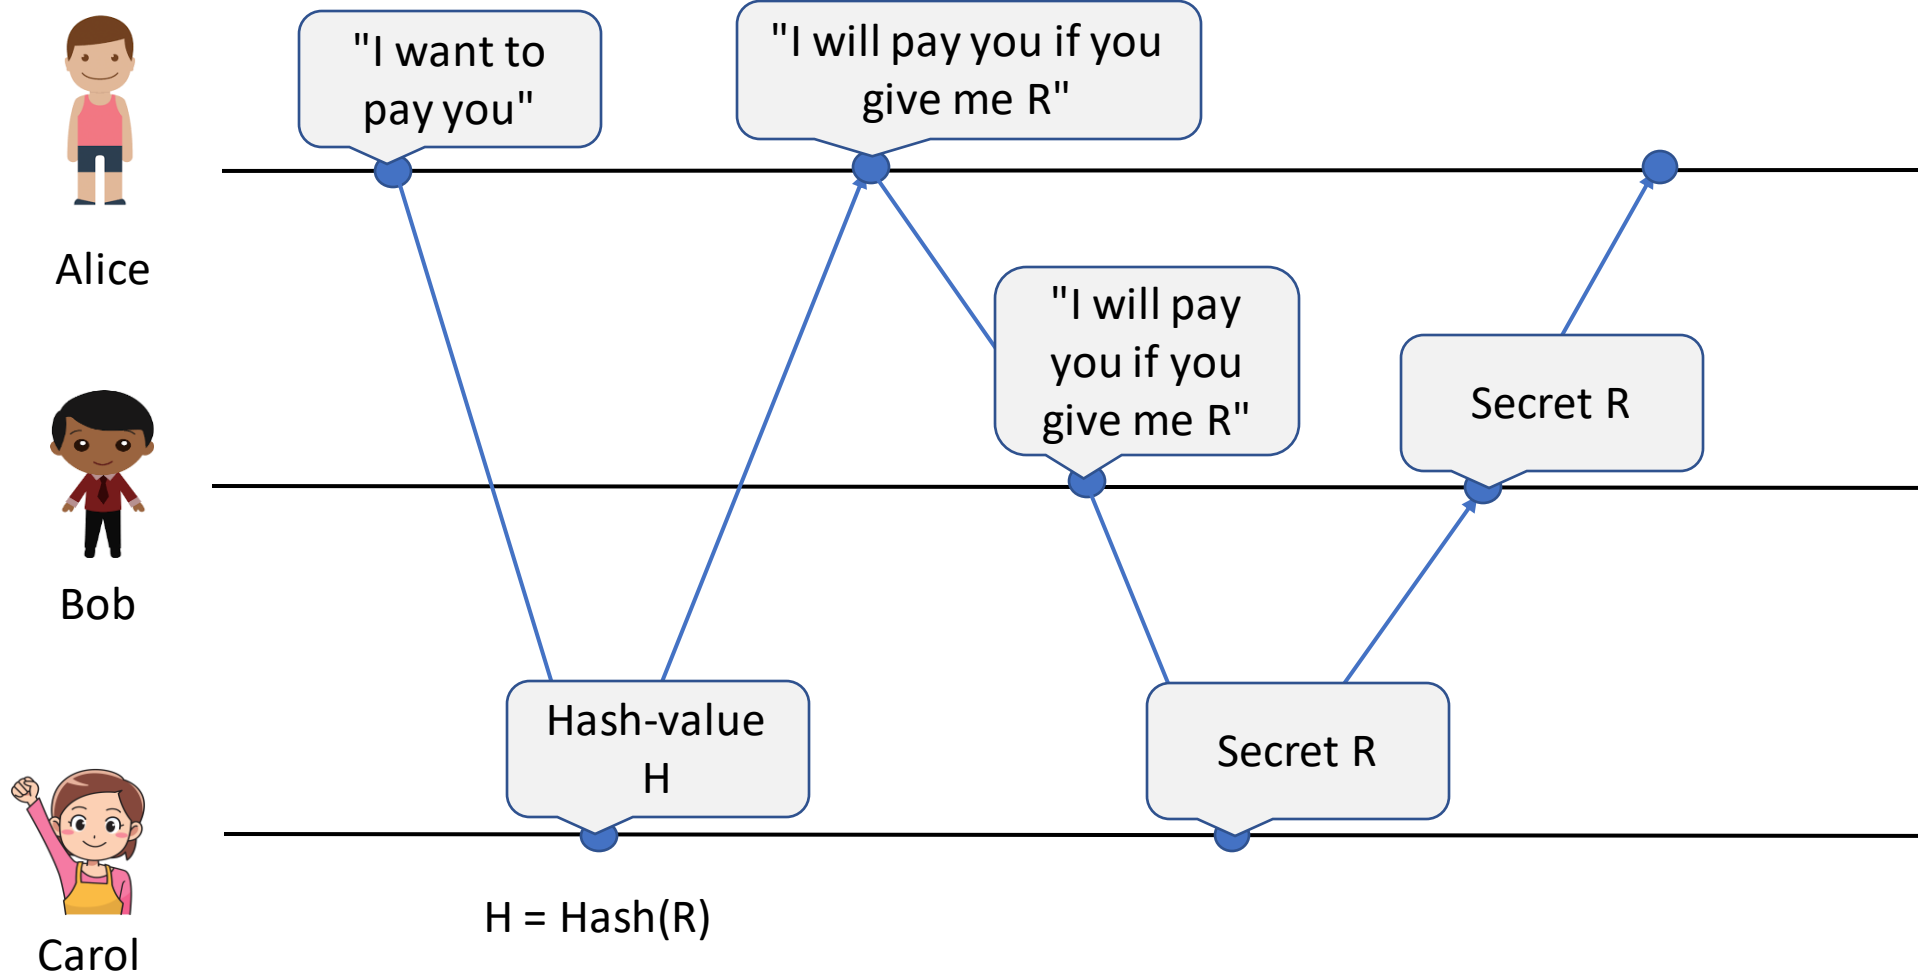 "I want to
pay you"
"I will pay you if you
give me R"
Alice
"I will pay
you if you
give me R"
Secret R
Bob
Hash-value
H
Secret R
H = Hash(R)
Carol